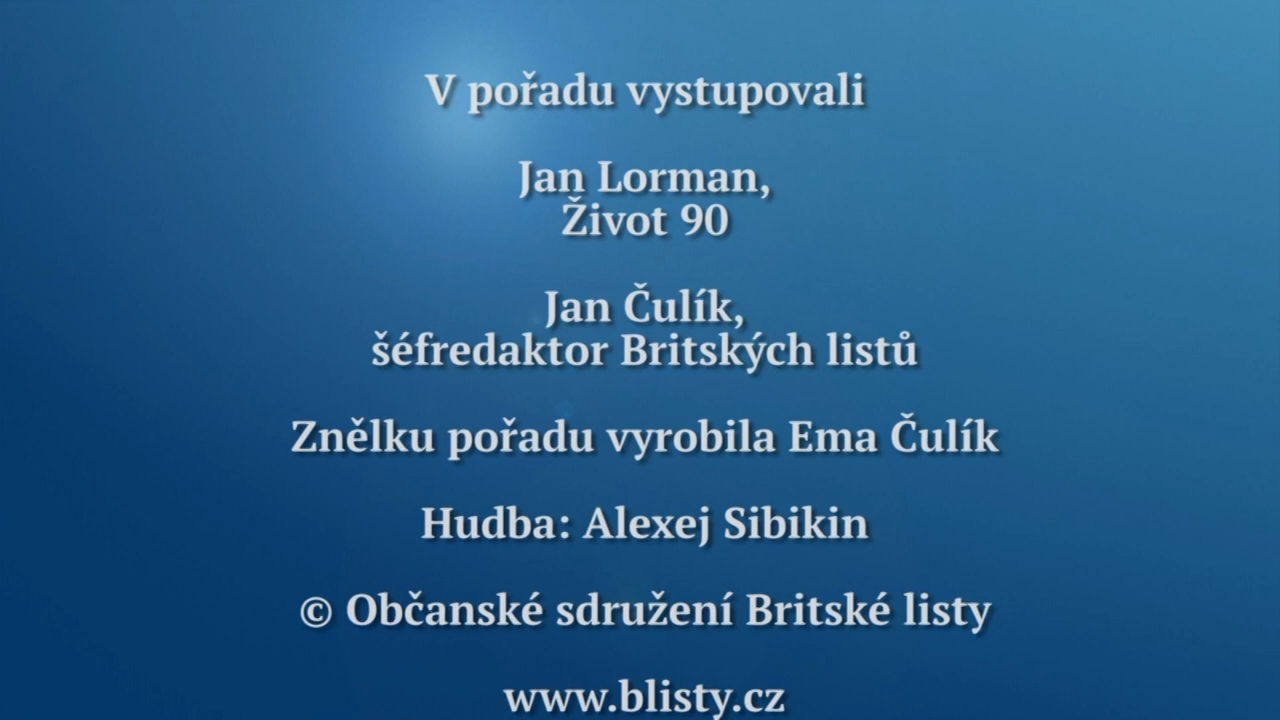 V pořadu vystupovali
Jan Lorman,
Život 90
Jan Čulík,
šéfredaktor Britských listů
Znělku pořadu vyrobila Ema Čulík
Hudba: Alexej Sibikin
© Občanské sdružení Britské listy
www.blisty.cz